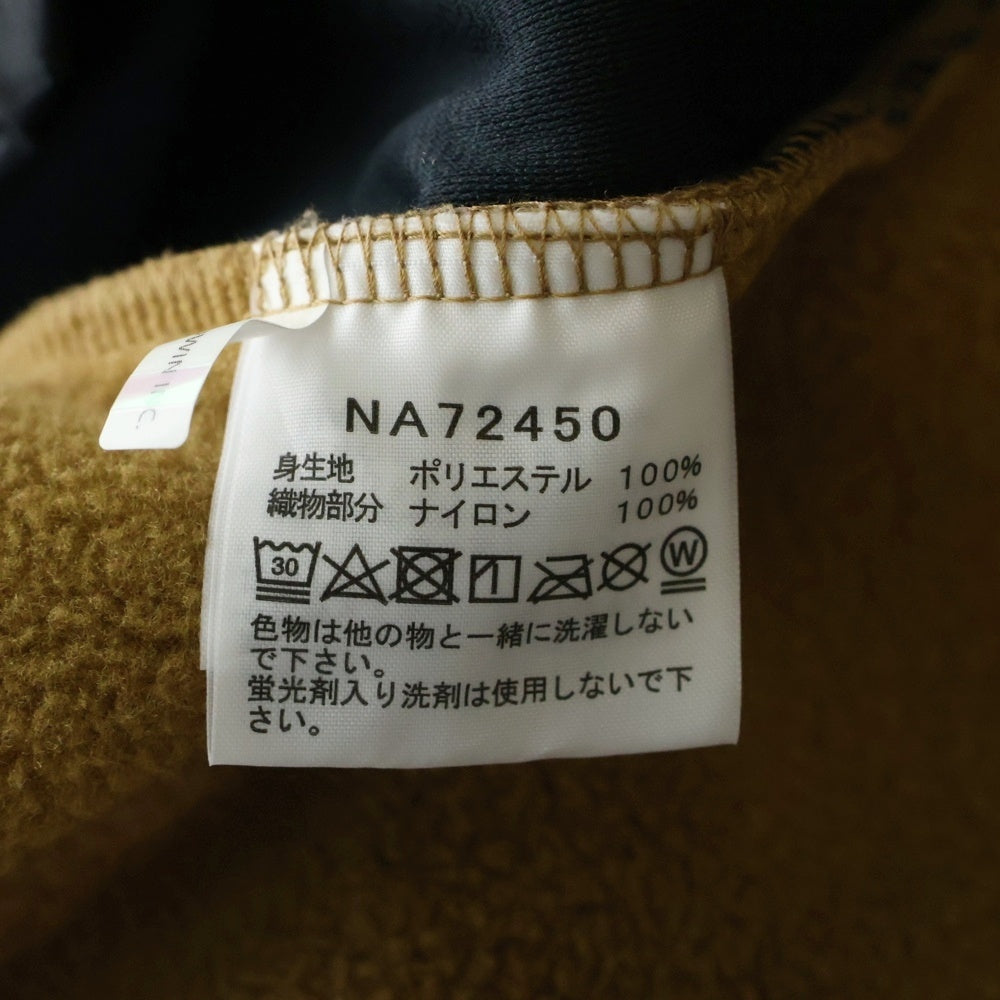 NA72450
身生地 ポリエステル 100%
織物部分 ナイロン 100%
30 W
色物は他の物と一緒に洗濯しない
で下さい。
蛍光剤入り洗剤は使用しないで下
さい。